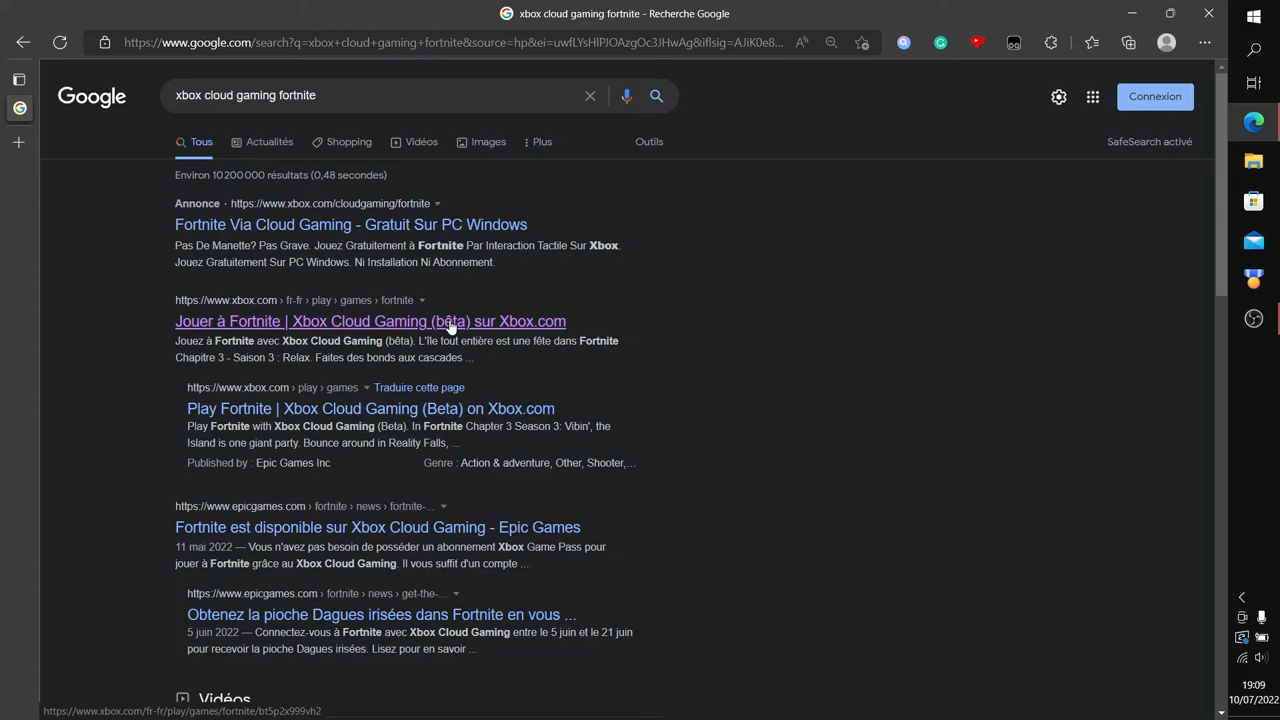 xbox cloud gaming fortnite - Recherche Google
https://www.google.com/search?q=xbox+cloud+gaming+fortnite&source=hp&ei=uwfLYsHlPJOAzgOc3JHwAg&iflsig=AJiK0e8...
Google
xbox cloud gaming fortnite
Connexion
Tous
Actualités
Shopping
Vidéos
Images
Plus
Outils
SafeSearch activé
Environ 10 200 000 résultats (0,48 secondes)
Annonce · https://www.xbox.com/cloudgaming/fortnite
Fortnite Via Cloud Gaming - Gratuit Sur PC Windows
Pas De Manette? Pas Grave. Jouez Gratuitement à Fortnite Par Interaction Tactile Sur Xbox.
Jouez Gratuitement Sur PC Windows. Ni Installation Ni Abonnement.
https://www.xbox.com › fr-fr › play › games › fortnite
Jouer à Fortnite | Xbox Cloud Gaming (bêta) sur Xbox.com
Jouez à Fortnite avec Xbox Cloud Gaming (bêta). L'île tout entière est une fête dans Fortnite
Chapitre 3 - Saison 3 : Relax. Faites des bonds aux cascades ...
https://www.xbox.com › play › games
Traduire cette page
Play Fortnite | Xbox Cloud Gaming (Beta) on Xbox.com
Play Fortnite with Xbox Cloud Gaming (Beta). In Fortnite Chapter 3 Season 3: Vibin', the
Island is one giant party. Bounce around in Reality Falls, ...
Published by : Epic Games Inc
Genre : Action & adventure, Other, Shooter,...
https://www.epicgames.com › fortnite › news › fortnite-...
Fortnite est disponible sur Xbox Cloud Gaming - Epic Games
11 mai 2022 — Vous n'avez pas besoin de posséder un abonnement Xbox Game Pass pour
jouer à Fortnite grâce au Xbox Cloud Gaming. Il vous suffit d'un compte ...
https://www.epicgames.com › fortnite › news › get-the-...
Obtenez la pioche Dagues irisées dans Fortnite en vous ...
5 juin 2022 — Connectez-vous à Fortnite avec Xbox Cloud Gaming entre le 5 juin et le 21 juin
pour recevoir la pioche Dagues irisées. Lisez pour en savoir ...
Vidéos
https://www.xbox.com/fr-fr/play/games/fortnite/bt5p2x999vh2
19:09
10/07/2022